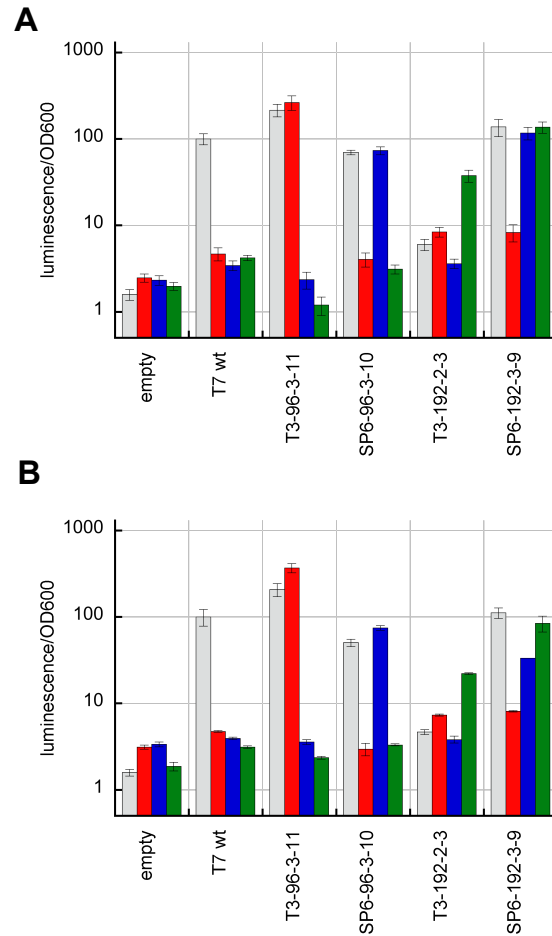 A
1000
100
10
1
luminescence/OD600
empty
T7 wt
T3-96-3-11
SP6-96-3-10
T3-192-2-3
SP6-192-3-9
B
1000
100
10
1
luminescence/OD600
empty
T7 wt
T3-96-3-11
SP6-96-3-10
T3-192-2-3
SP6-192-3-9